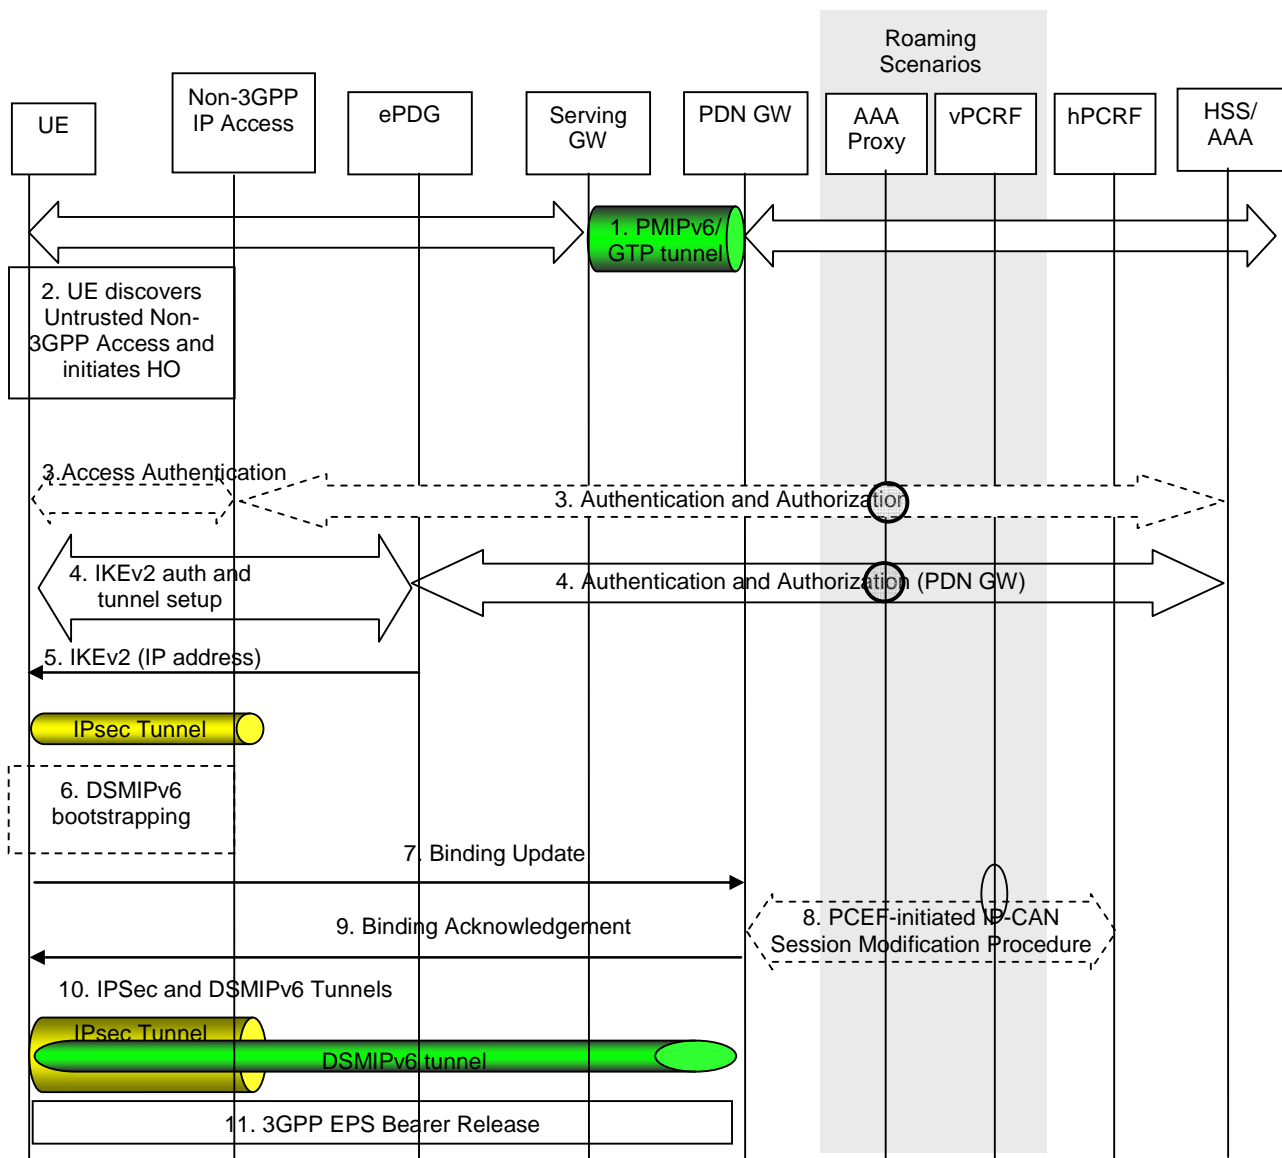 Roaming
Scenarios
UE
Non-3GPP
IP Access
ePDG
Serving
GW
PDN GW
AAA
Proxy
vPCRF
hPCRF
HSS/
AAA
1. PMIPv6/
GTP tunnel
2. UE discovers
Untrusted Non-
3GPP Access and
initiates HO
3.Access Authentication
3. Authentication and Authorization
4. IKEv2 auth and
tunnel setup
4. Authentication and Authorization (PDN GW)
5. IKEv2 (IP address)
IPsec Tunnel
6. DSMIPv6
bootstrapping
7. Binding Update
8. PCEF-initiated IP-CAN
Session Modification Procedure
9. Binding Acknowledgement
10. IPSec and DSMIPv6 Tunnels
IPsec Tunnel
DSMIPv6 tunnel
11. 3GPP EPS Bearer Release